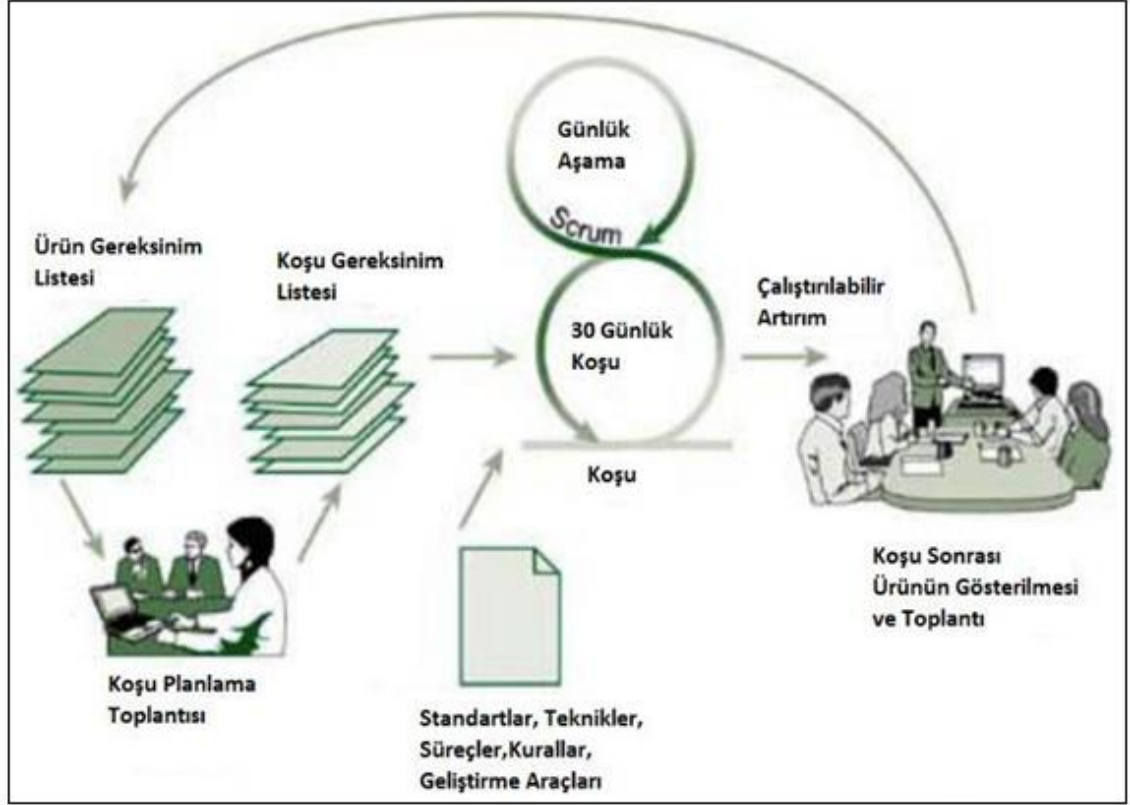 Günlük
Aşama
Scrum
Ürün Gereksinim
Listesi
Koşu Gereksinim
Listesi
30 Günlük
Koşu
Çalıştırılabilir
Artırım
Koşu
Koşu Sonrası
Ürünün Gösterilmesi
ve Toplantı
Koşu Planlama
Toplantısı
Standartlar, Teknikler,
Süreçler,Kurallar,
Geliştirme Araçları